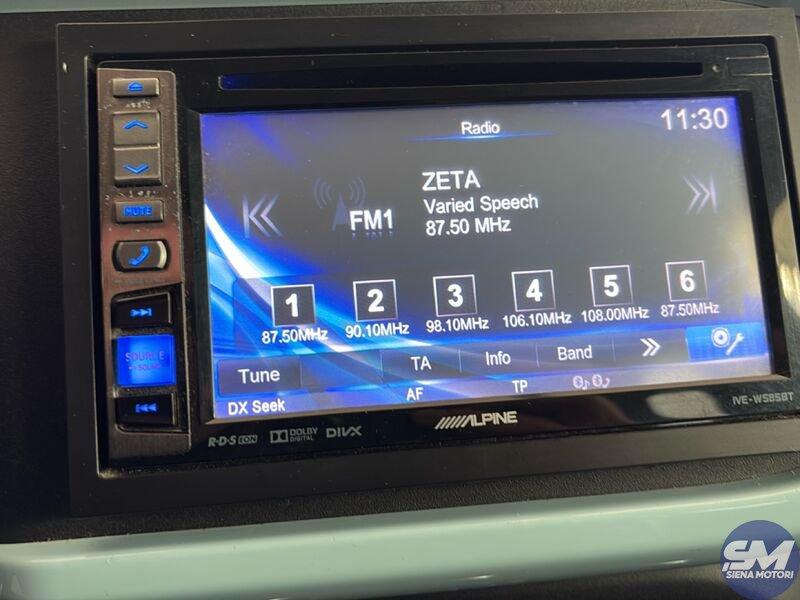 Radio
11:30
ZETA
Varied Speech
87.50 MHz
FM1
1 2 3 4 5 6
87.50MHz 90.10MHz 98.10MHz 106.10MHz 108.00MHz 87.50MHz
Tune TA Info Band
DX Seek AF TP
MUTE
SOURCE
R·D·S EON DOLBY DIGITAL DIVX
ALPINE
IVE-W585BT
SM
SIENA MOTORI